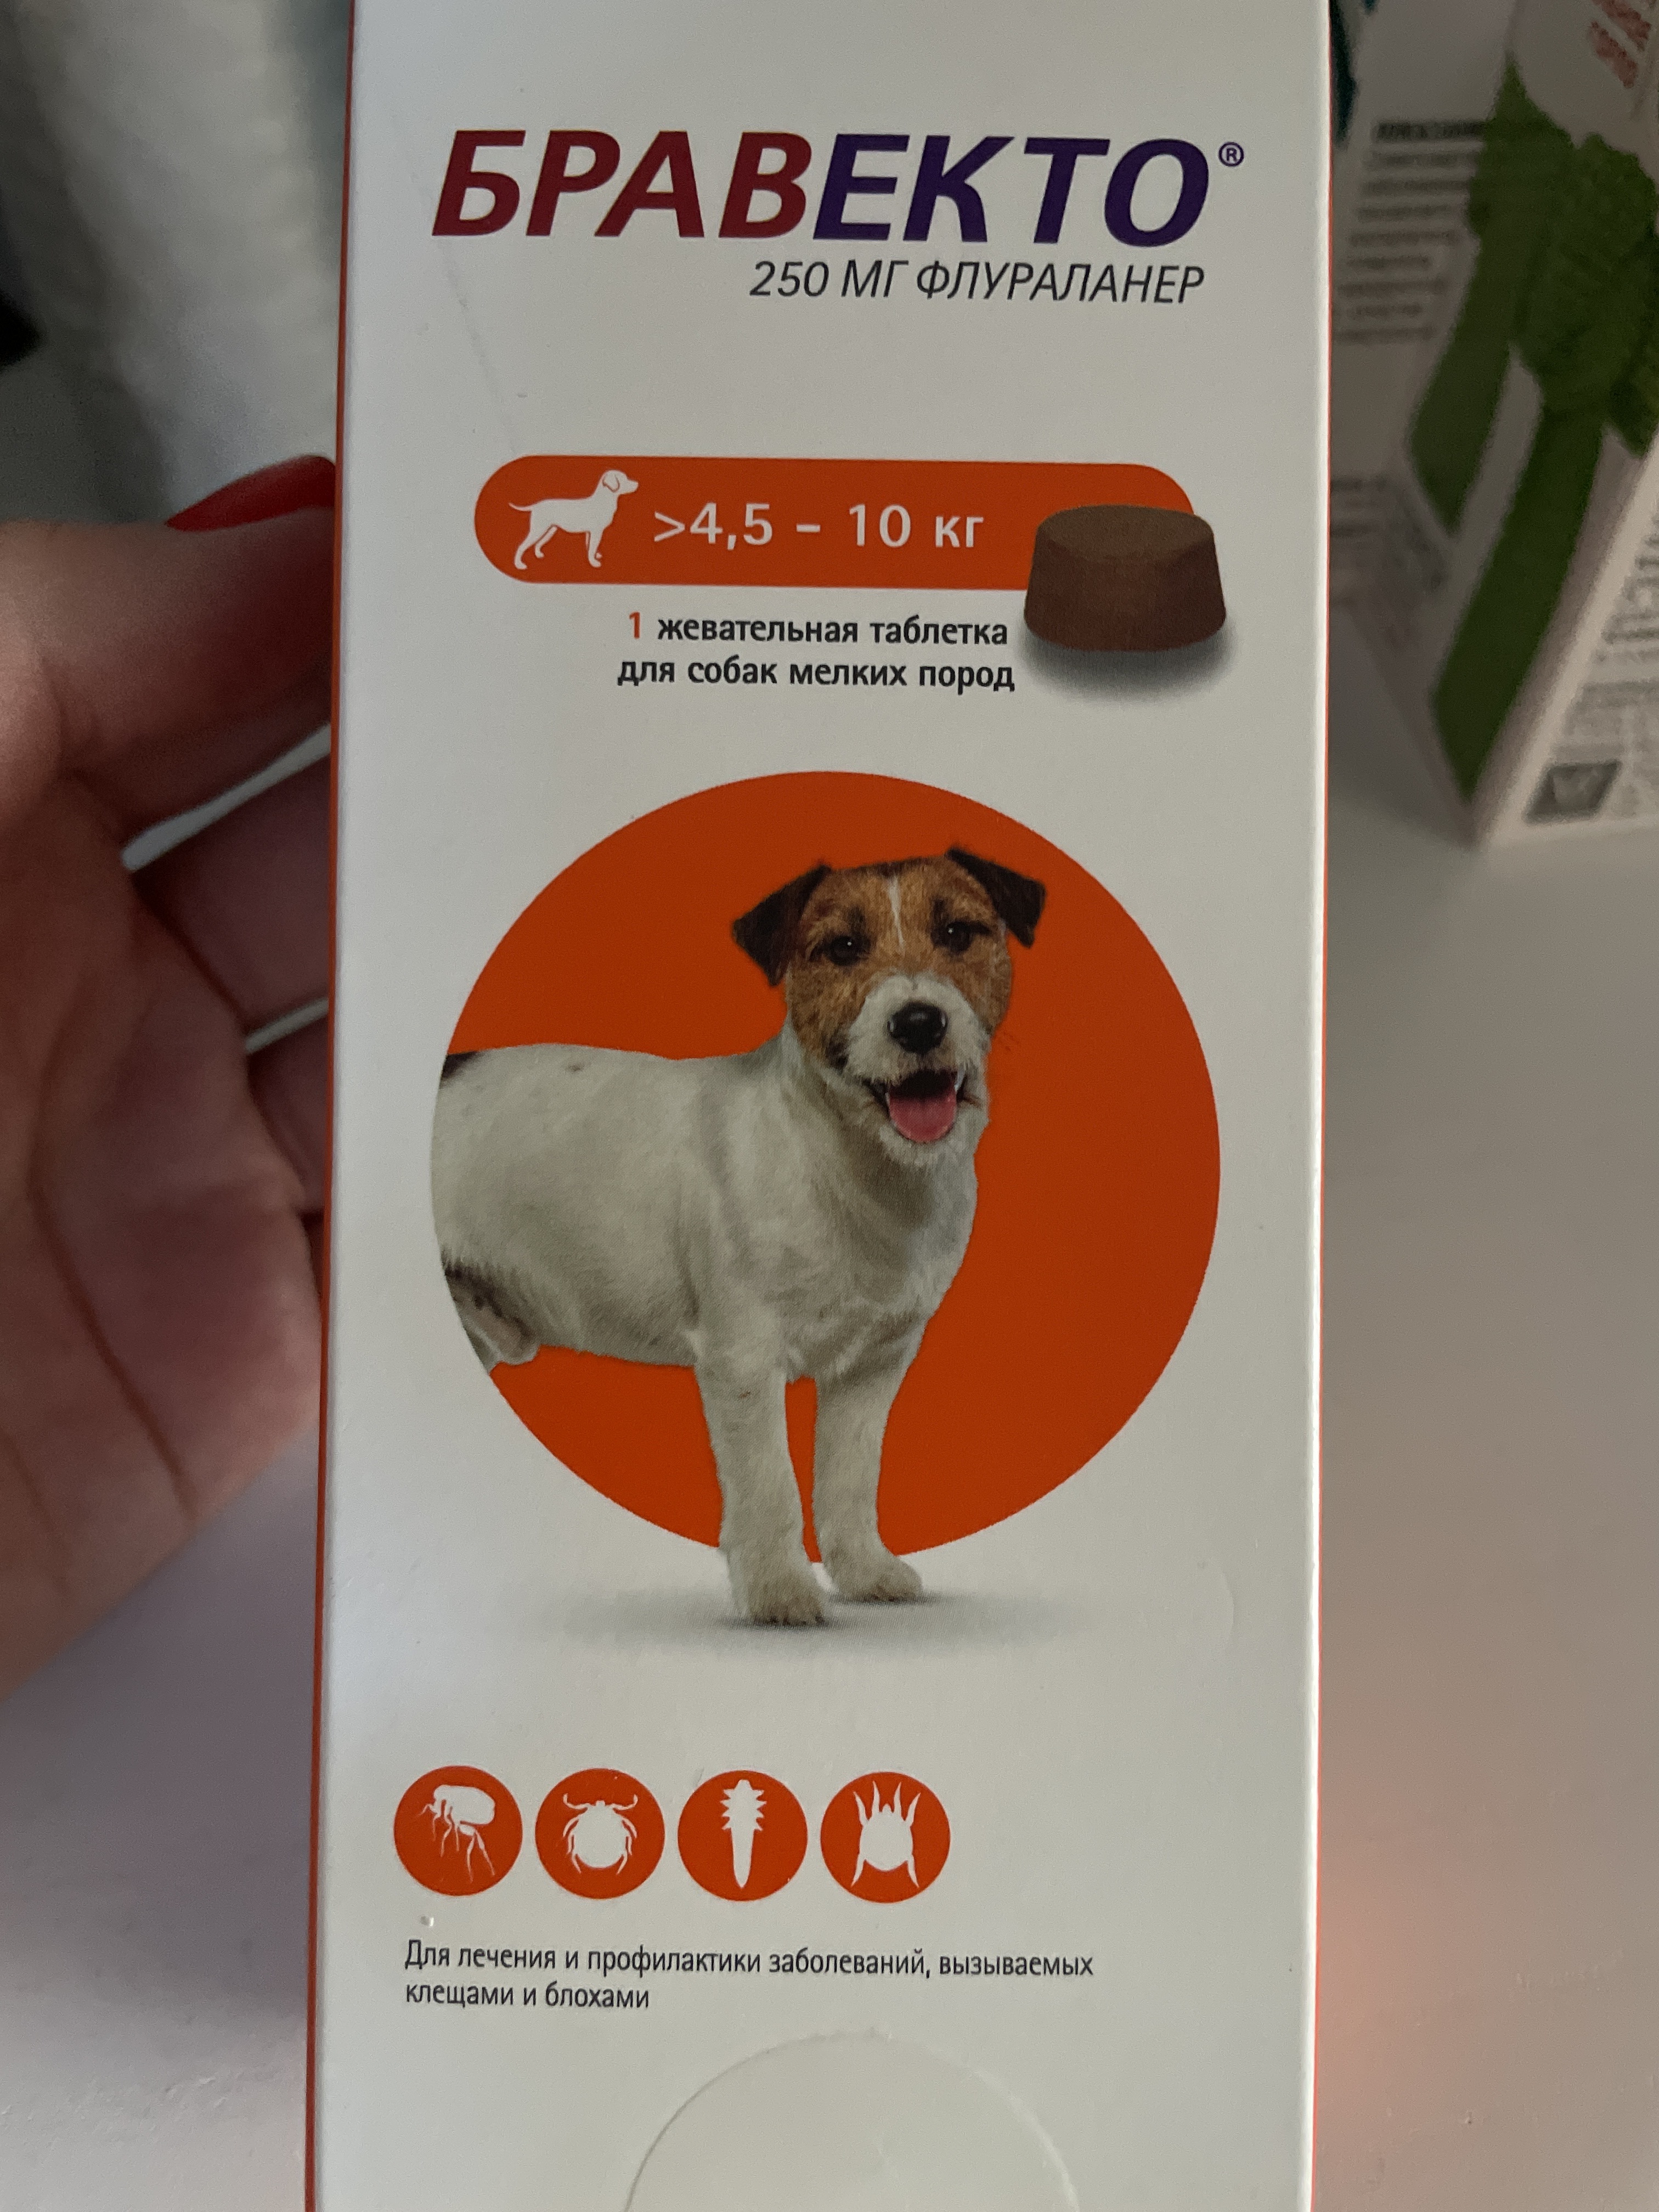 БРАВЕКТО®
250 МГ ФЛУРАЛАНЕР
>4,5 – 10 кг
1 жевательная таблетка
для собак мелких пород
Для лечения и профилактики заболеваний, вызываемых
клещами и блохами